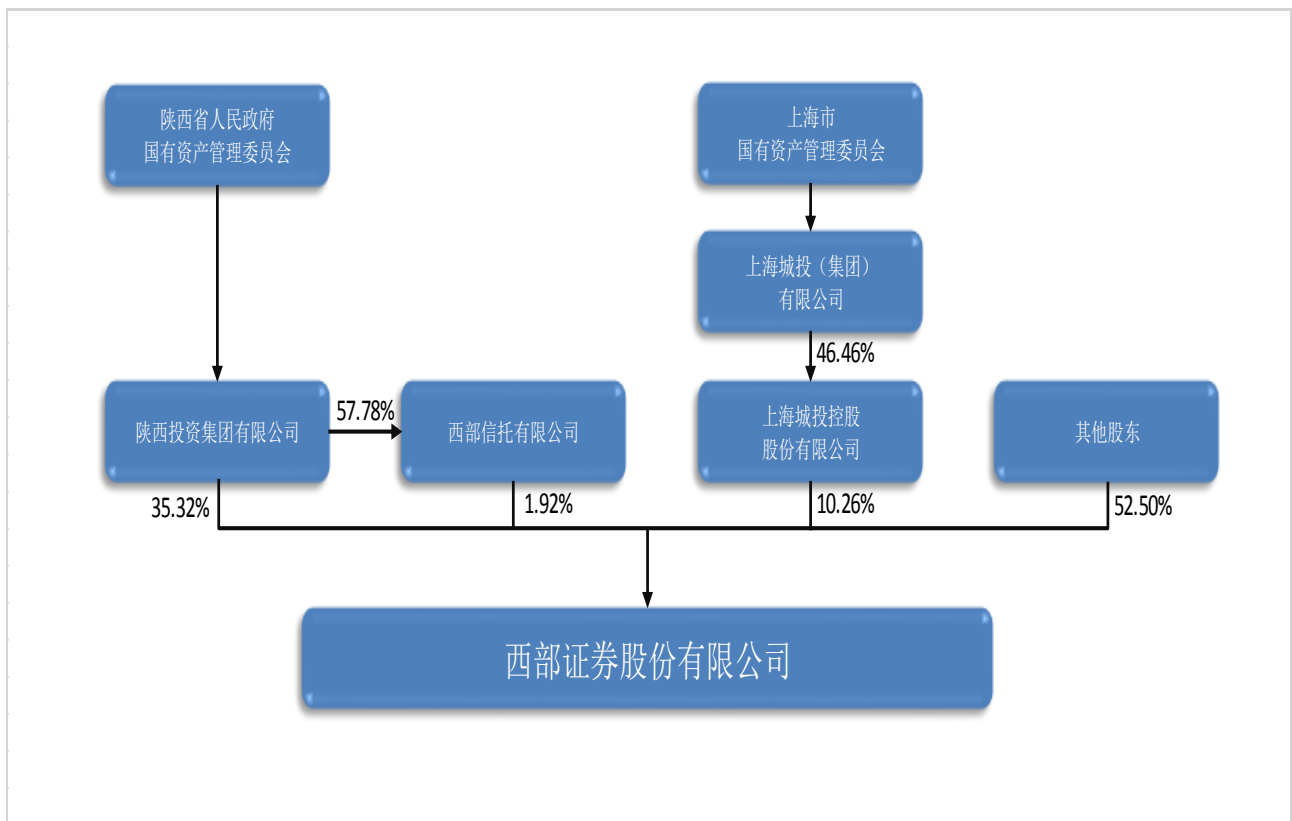 陕西省人民政府
国有资产管理委员会
上海市
国有资产管理委员会
上海城投（集团）
有限公司
46.46%
陕西投资集团有限公司
57.78%
西部信托有限公司
上海城投控股
股份有限公司
其他股东
35.32%
1.92%
10.26%
52.50%
西部证券股份有限公司